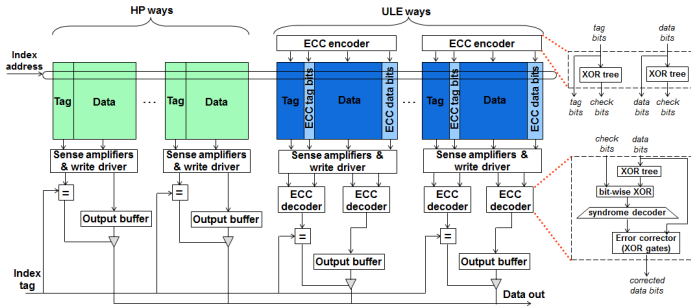 HP ways
ULE ways
Index
address
ECC encoder
ECC encoder
tag
bits
data
bits
XOR tree
XOR tree
tag
bits
check
bits
data
bits
check
bits
Tag
Data
...
Tag
Data
Tag
ECC tag bits
Data
ECC data bits
...
Tag
ECC tag bits
Data
ECC data bits
Sense amplifiers
& write driver
Sense amplifiers
& write driver
Sense amplifiers &
write driver
Sense amplifiers &
write driver
check
bits
data
bits
XOR tree
bit-wise XOR
syndrome decoder
Error corrector
(XOR gates)
corrected
data bits
=
Output buffer
=
Output buffer
ECC
decoder
ECC
decoder
ECC
decoder
ECC
decoder
=
Output buffer
=
Output buffer
Index
tag
Data out